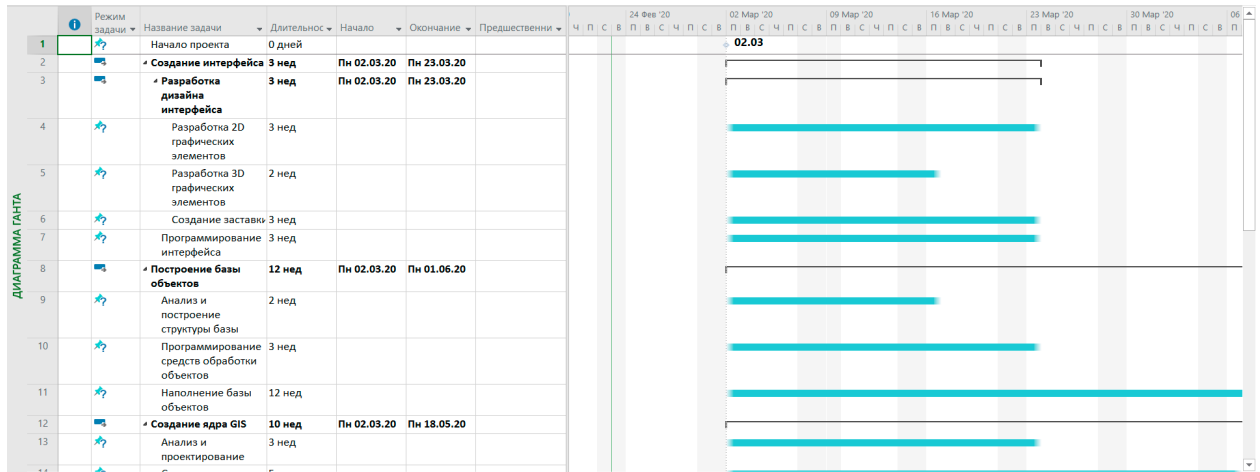 ДИАГРАММА ГАНТА
Режим задачи Название задачи Длительнос Начало Окончание Предшественни
Ч П С В П В С Ч П С В П В С Ч П С В П В С Ч П С В П В С Ч П С В П В С Ч П С В П В С Ч П С В П
24 Фев '20 02 Мар '20 09 Мар '20 16 Мар '20 23 Мар '20 30 Мар '20 06
1 Начало проекта 0 дней
02.03
2 Создание интерфейса 3 нед Пн 02.03.20 Пн 23.03.20
3 Разработка 3 нед Пн 02.03.20 Пн 23.03.20
дизайна
интерфейса
4 Разработка 2D 3 нед
графических
элементов
5 Разработка 3D 2 нед
графических
элементов
6 Создание заставки 3 нед
7 Программирование 3 нед
интерфейса
8 Построение базы 12 нед Пн 02.03.20 Пн 01.06.20
объектов
9 Анализ и 2 нед
построение
структуры базы
10 Программирование 3 нед
средств обработки
объектов
11 Наполнение базы 12 нед
объектов
12 Создание ядра GIS 10 нед Пн 02.03.20 Пн 18.05.20
13 Анализ и 3 нед
проектирование